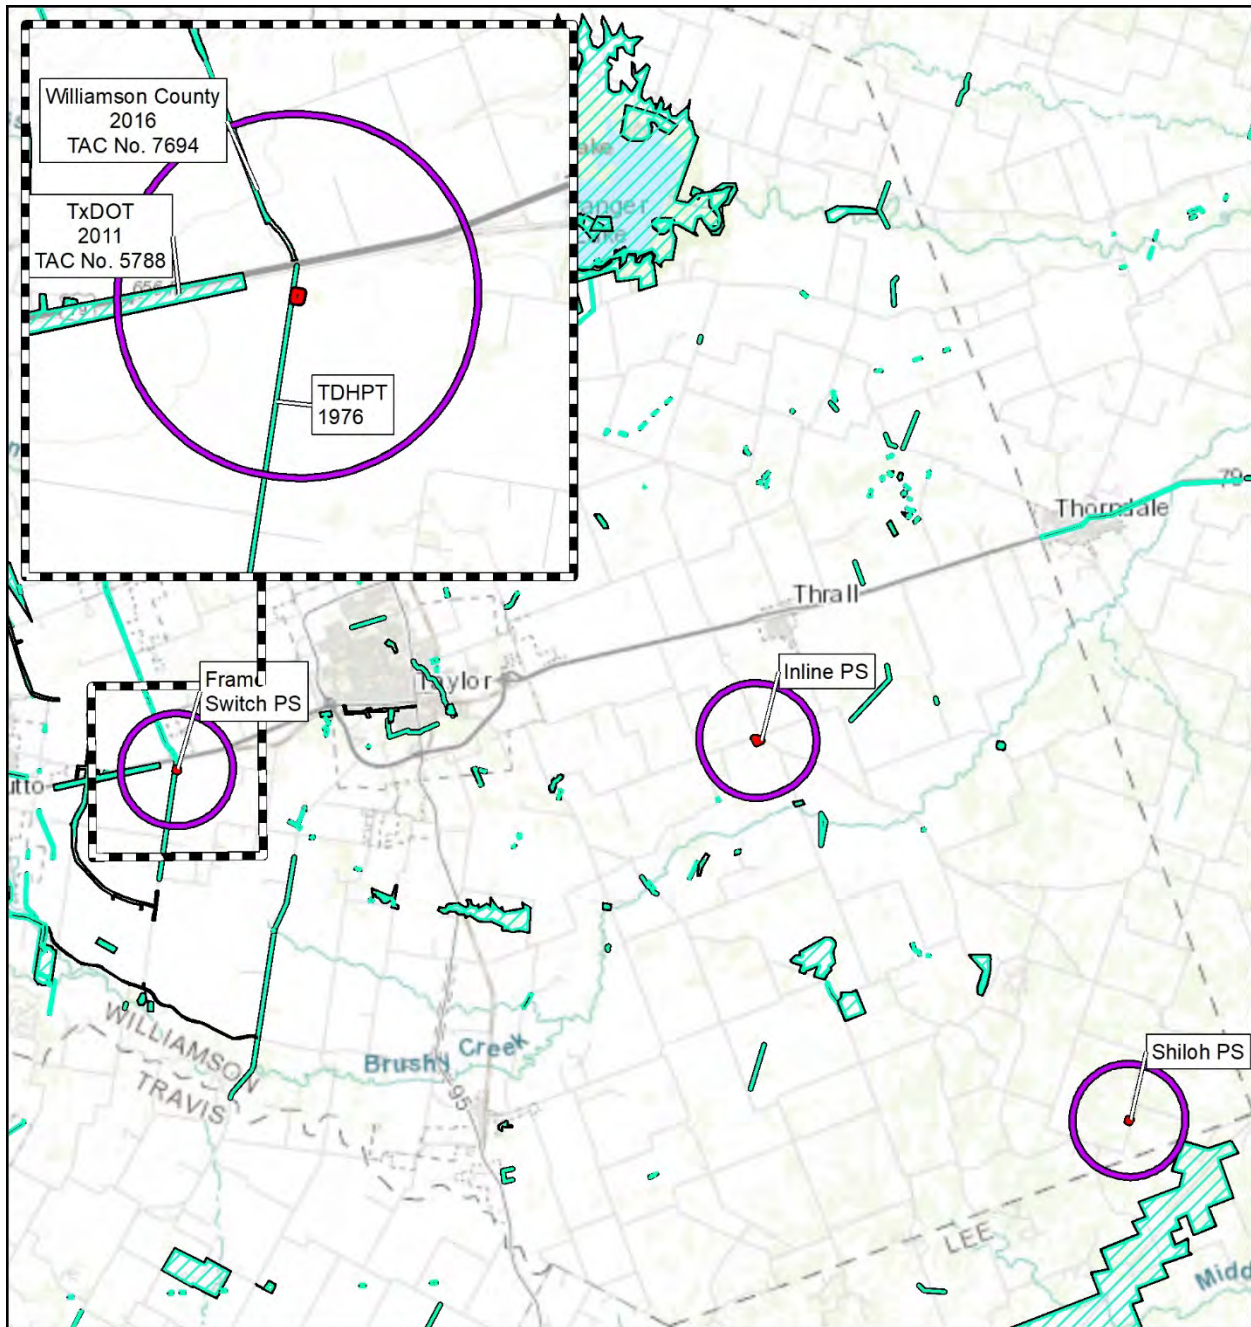 Williamson County
2016
TAC No. 7694
TxDOT
2011
TAC No. 5788
TDHPT
1976
Thorndale
79
Thrall
Taylor
Frame
Switch PS
Inline PS
WILLIAMSON
TRAVIS
Brushy Creek
95
Shiloh PS
LEE